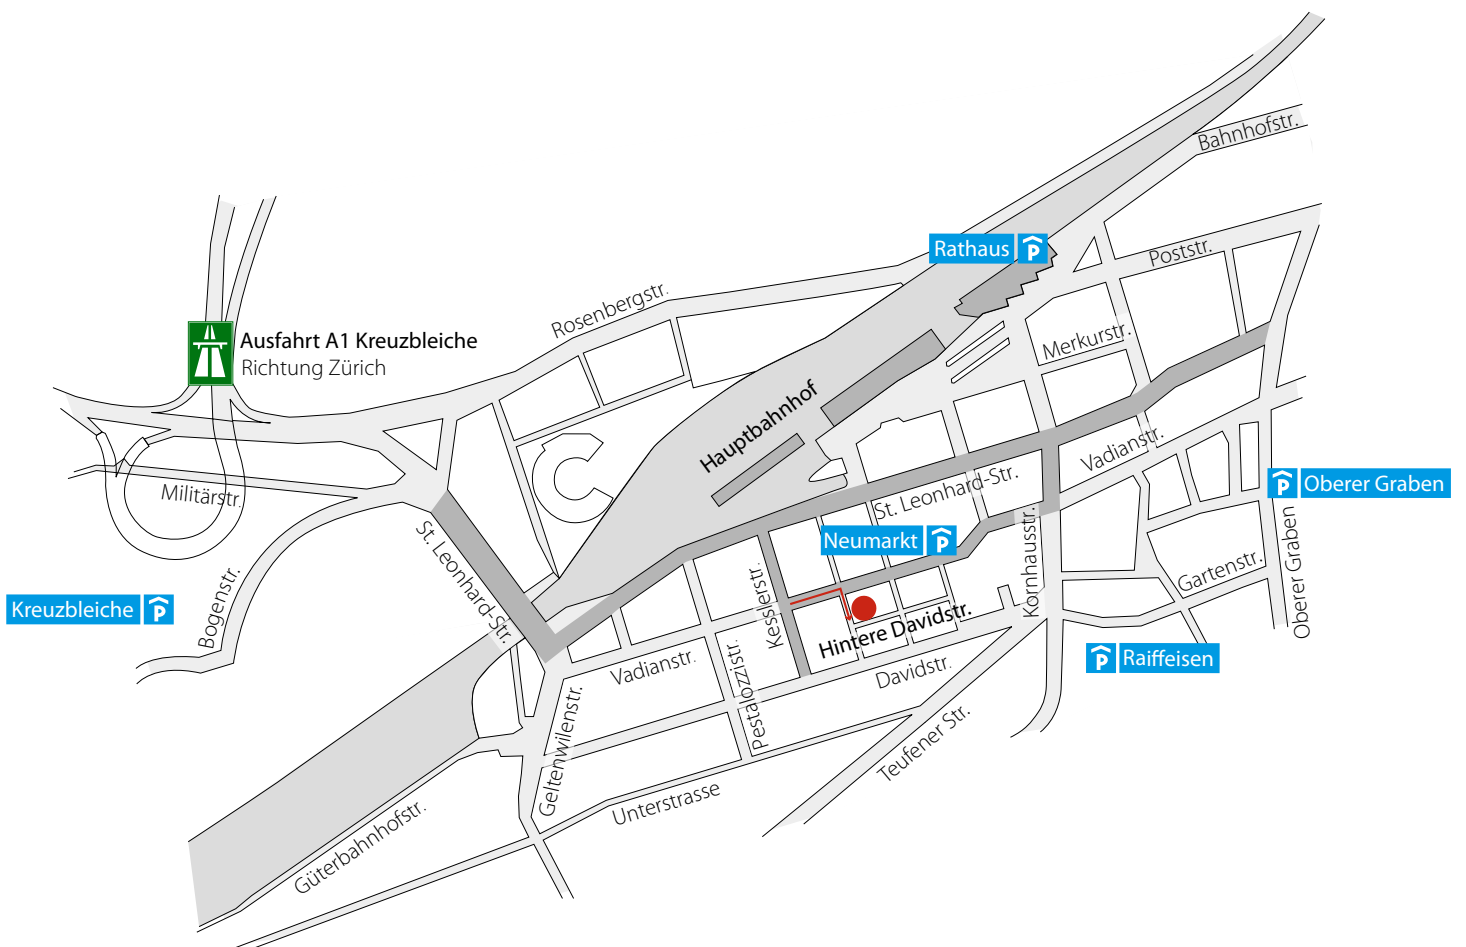 Bahnhofstr.
Rathaus P
Poststr.
Rosenbergstr.
Ausfahrt A1 Kreuzbleiche
Richtung Zürich
Merkurstr.
Hauptbahnhof
Vadianstr.
Militärstr.
St. Leonhard-Str.
P Oberer Graben
Neumarkt P
St. Leonhard-Str.
Kornhausstr.
Gartenstr.
Oberer Graben
Kreuzbleiche P
Bogenstr.
Kesslerstr.
Hintere Davidstr.
P Raiffeisen
Vadianstr.
Pestalozzistr.
Davidstr.
Geltenwilenstr.
Teufener Str.
Unterstrasse
Güterbahnhofstr.